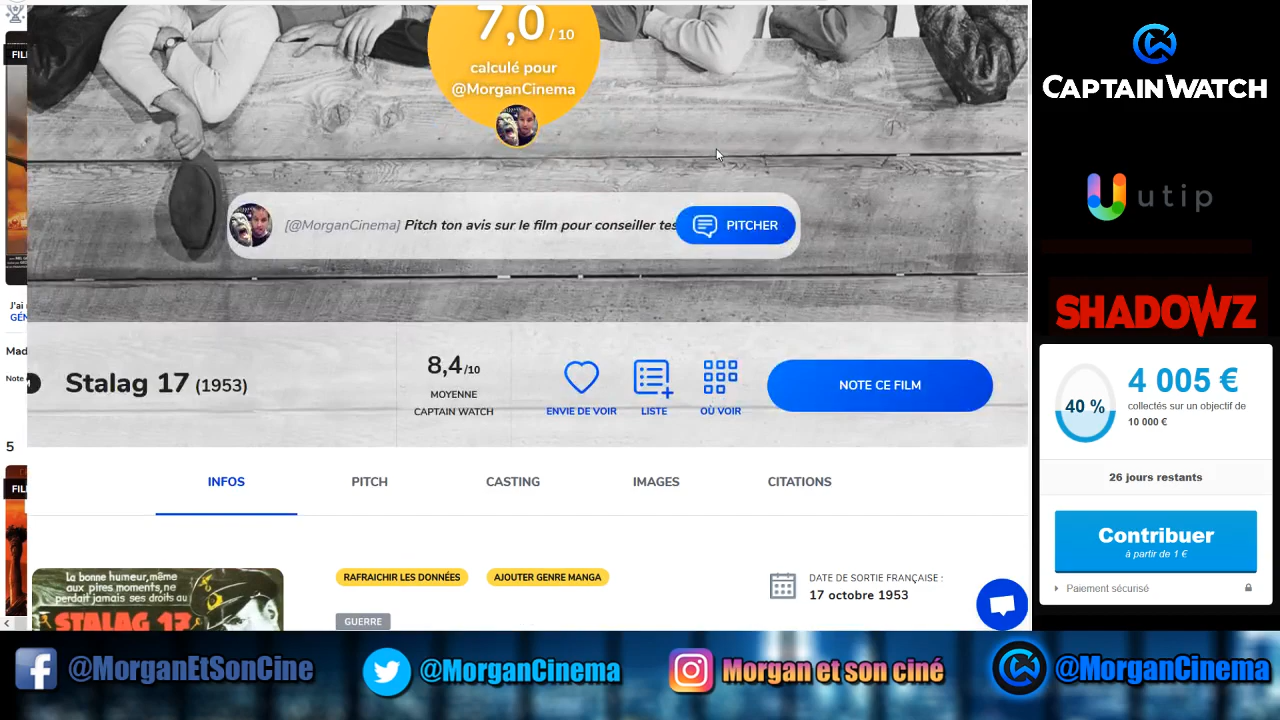 FIL
J'ai
GÉN
Mad
Note
5
FIL
7,0 / 10
calculé pour
@MorganCinema
[@MorganCinema] Pitch ton avis sur le film pour conseiller tes
PITCHER
Stalag 17 (1953)
8,4/10
MOYENNE
CAPTAIN WATCH
ENVIE DE VOIR
LISTE
OÙ VOIR
NOTE CE FILM
INFOS
PITCH
CASTING
IMAGES
CITATIONS
La bonne humeur, même
aux pires moments, ne
perdait jamais ses droits au
STALAG 17
RAFRAICHIR LES DONNÉES
AJOUTER GENRE MANGA
GUERRE
DATE DE SORTIE FRANÇAISE :
17 octobre 1953
CAPTAINWATCH
utip
SHADOWZ
40 %
4 005 €
collectés sur un objectif de
10 000 €
26 jours restants
Contribuer
à partir de 1 €
Paiement sécurisé
@MorganEtSonCine
@MorganCinema
Morgan et son ciné
@MorganCinema